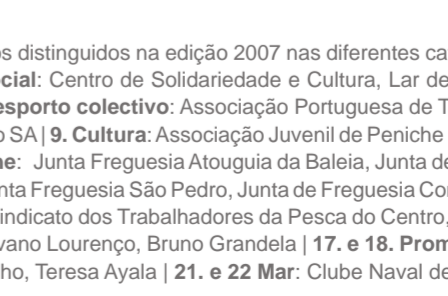 os distinguidos na edição 2007 nas diferentes ca
cial: Centro de Solidariedade e Cultura, Lar de
esporto colectivo: Associação Portuguesa de T
o SA | 9. Cultura: Associação Juvenil de Peniche
ne: Junta Freguesia Atouguia da Baleia, Junta de
nta Freguesia São Pedro, Junta de Freguesia Co
indicato dos Trabalhadores da Pesca do Centro,
vano Lourenço, Bruno Grandela | 17. e 18. Prom
ho, Teresa Ayala | 21. e 22 Mar: Clube Naval de